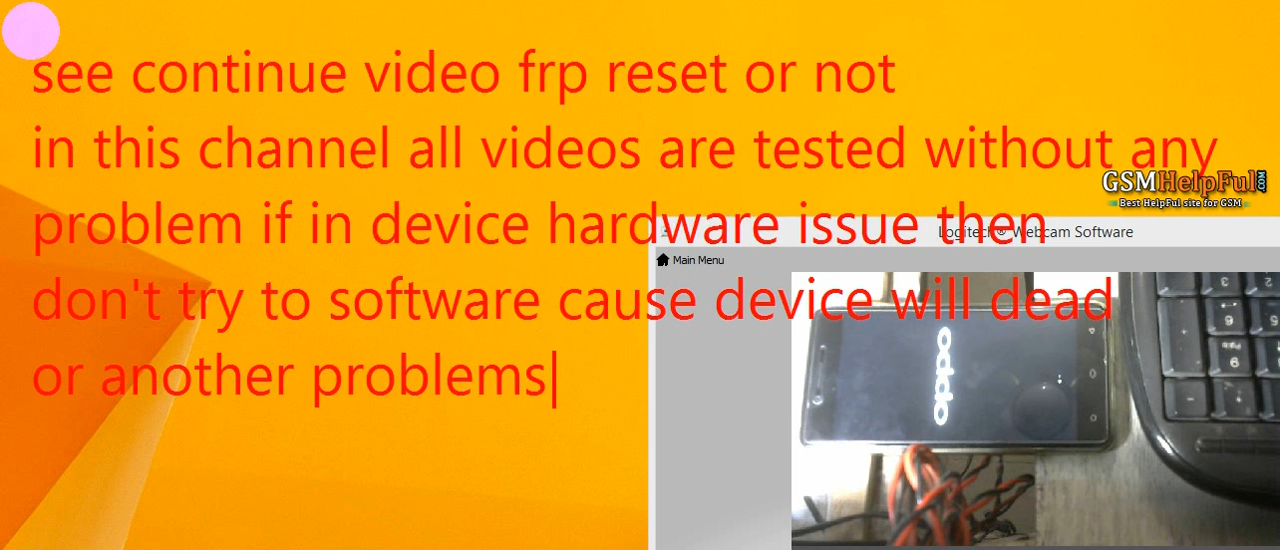 see continue video frp reset or not
in this channel all videos are tested without any
GSMHelpFul.COM
Best HelpFul site for GSM
problem if in device hardware issue then
Logitech® Webcam Software
Main Menu
don't try to software cause device will dead
oppo
or another problems